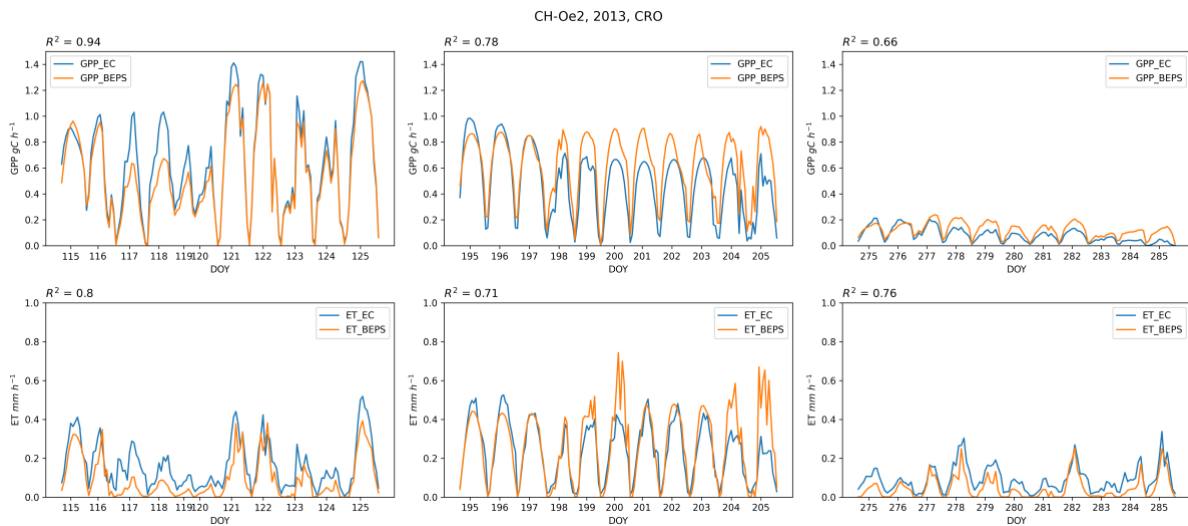 CH-Oe2, 2013, CRO
R² = 0.94
GPP gC h⁻¹
1.4
1.2
1.0
0.8
0.6
0.4
0.2
0.0
GPP_EC
GPP_BEPS
115 116 117 118 119 120 121 122 123 124 125
DOY
R² = 0.78
GPP gC h⁻¹
1.4
1.2
1.0
0.8
0.6
0.4
0.2
0.0
GPP_EC
GPP_BEPS
195 196 197 198 199 200 201 202 203 204 205
DOY
R² = 0.66
GPP gC h⁻¹
1.4
1.2
1.0
0.8
0.6
0.4
0.2
0.0
GPP_EC
GPP_BEPS
275 276 277 278 279 280 281 282 283 284 285
DOY
R² = 0.8
ET mm h⁻¹
1.0
0.8
0.6
0.4
0.2
0.0
ET_EC
ET_BEPS
115 116 117 118 119 120 121 122 123 124 125
DOY
R² = 0.71
ET mm h⁻¹
1.0
0.8
0.6
0.4
0.2
0.0
ET_EC
ET_BEPS
195 196 197 198 199 200 201 202 203 204 205
DOY
R² = 0.76
ET mm h⁻¹
1.0
0.8
0.6
0.4
0.2
0.0
ET_EC
ET_BEPS
275 276 277 278 279 280 281 282 283 284 285
DOY